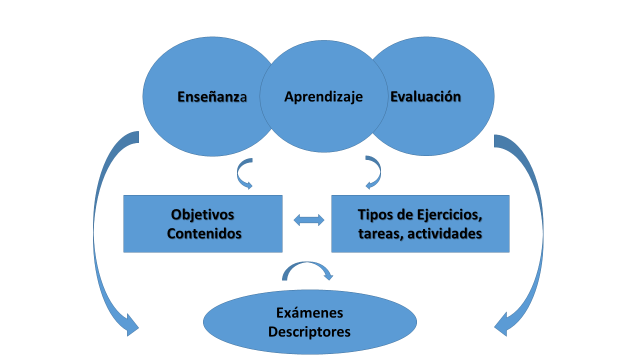 Enseñanza
Aprendizaje
Evaluación
Objetivos
Contenidos
Tipos de Ejercicios,
tareas, actividades
Exámenes
Descriptores